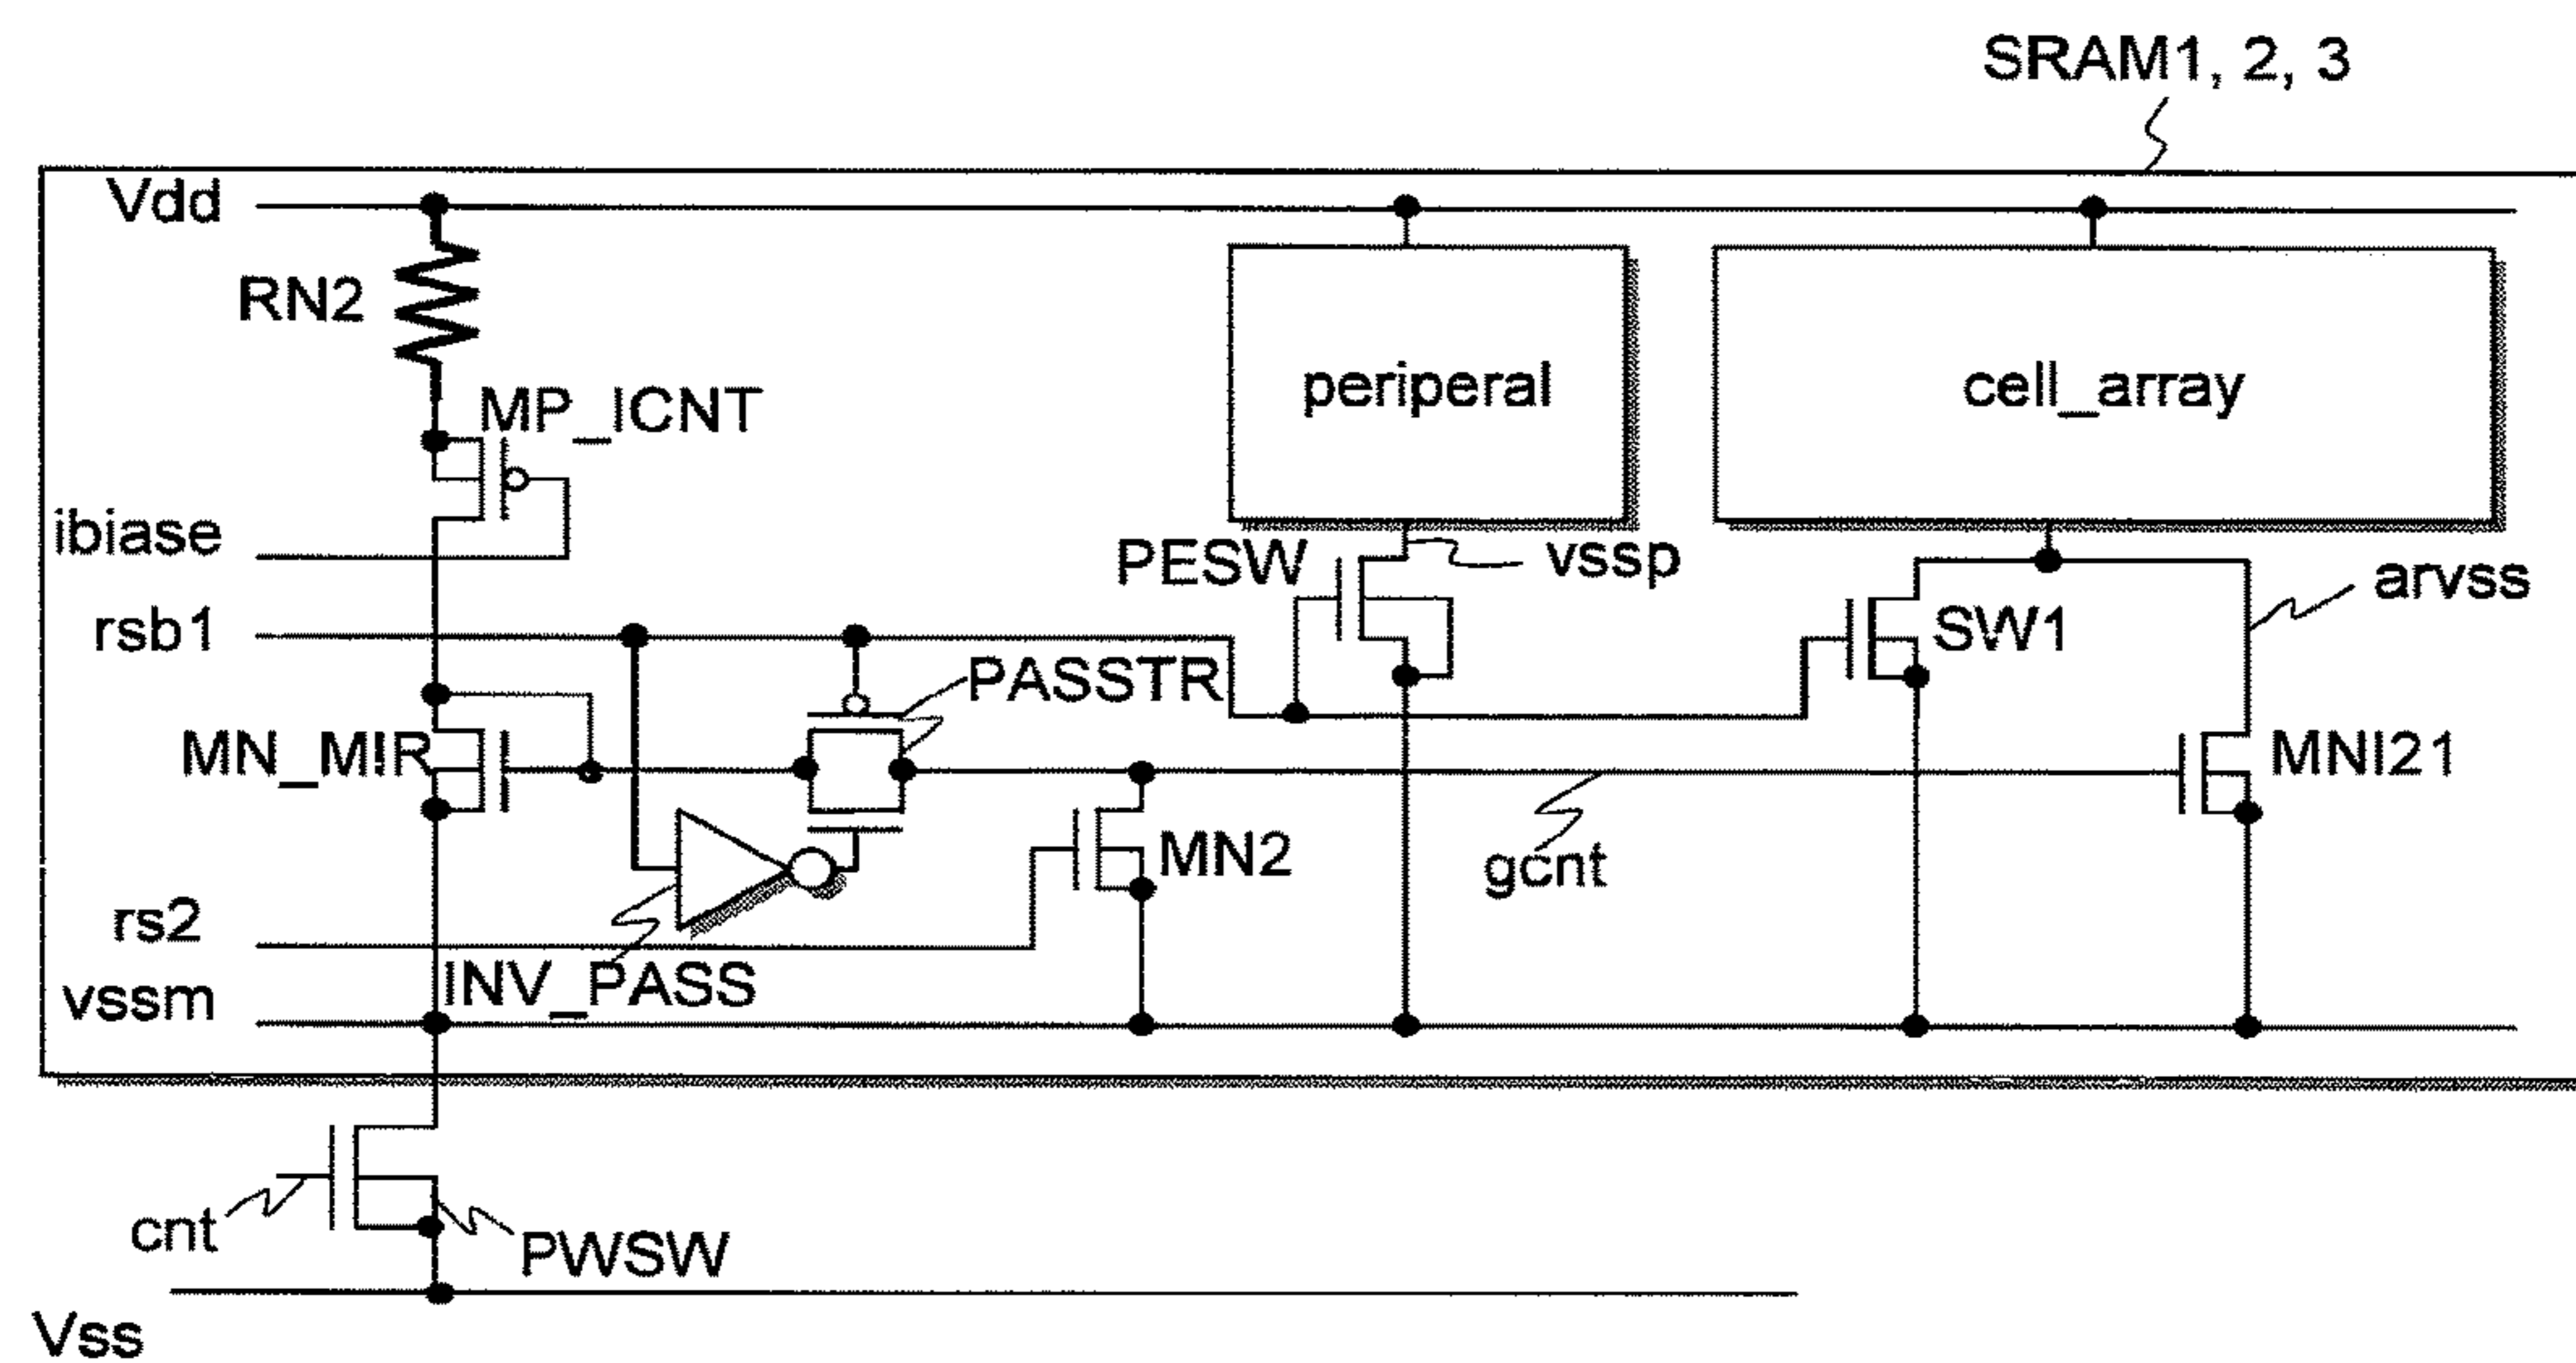 SRAM1, 2, 3
Vdd
RN2
MP_ICNT
periperal
cell_array
ibiase
PESW
vssp
arvss
rsb1
SW1
PASSTR
MN_MIR
MNI21
MN2
gcnt
rs2
INV_PASS
vssm
cnt
PWSW
Vss